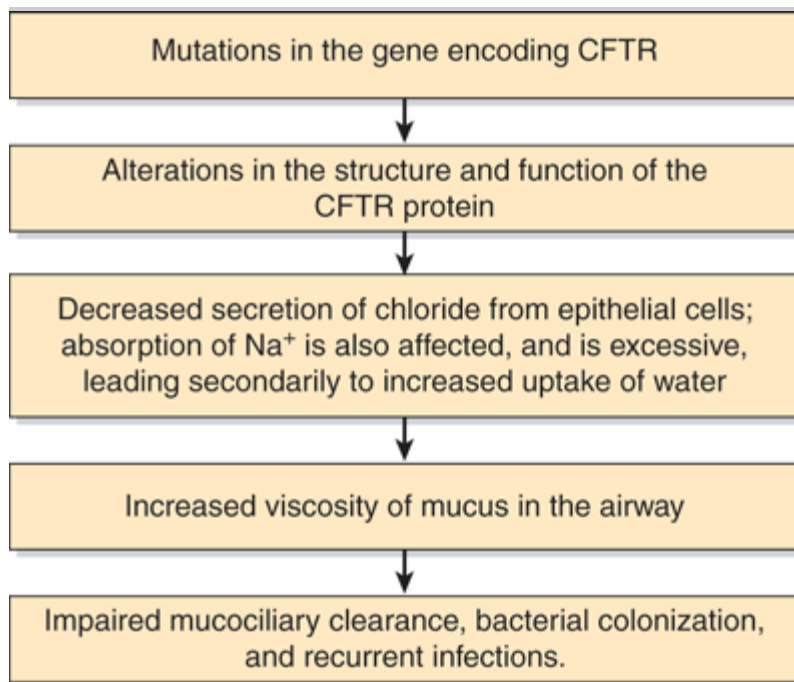 Mutations in the gene encoding CFTR
Alterations in the structure and function of the
CFTR protein
Decreased secretion of chloride from epithelial cells;
absorption of Na⁺ is also affected, and is excessive,
leading secondarily to increased uptake of water
Increased viscosity of mucus in the airway
Impaired mucociliary clearance, bacterial colonization,
and recurrent infections.